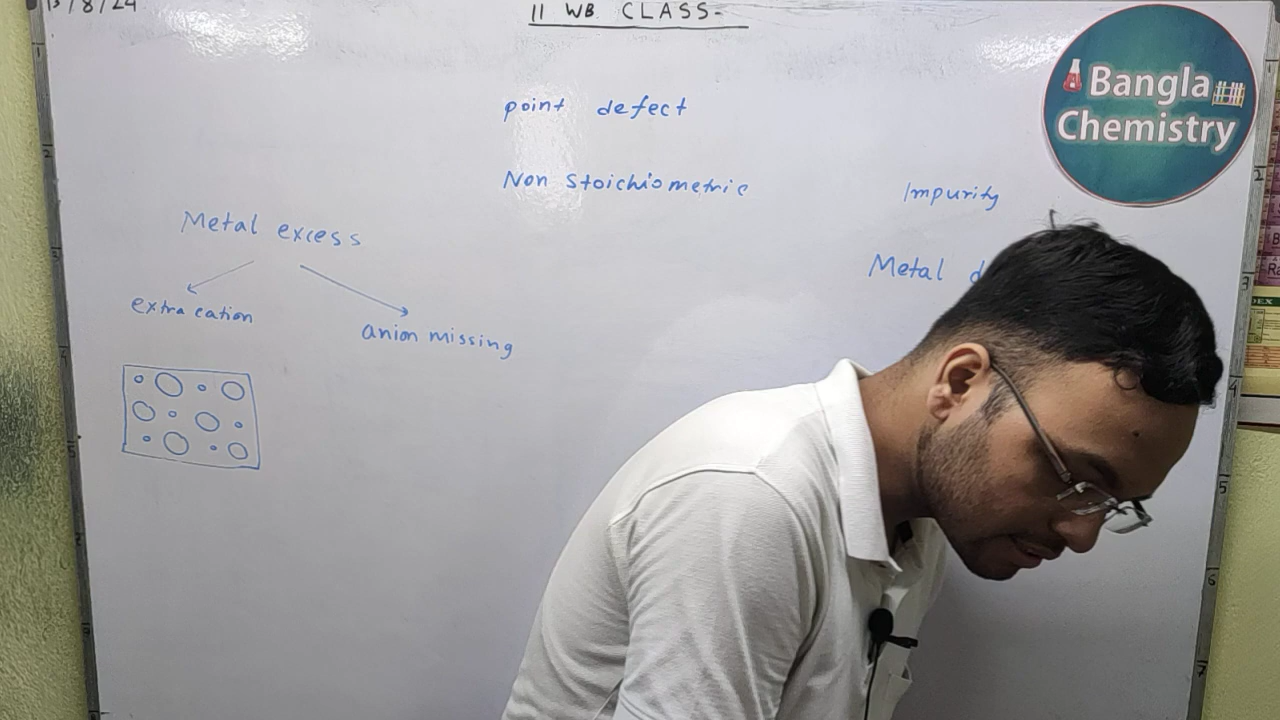 13/8/24
11 WB CLASS-
Bangla
Chemistry
point defect
Non Stoichiometric
Impurity
Metal excess
Metal d
extra cation
anion missing